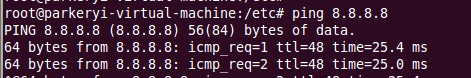 root@parkeryi-virtual-machine:/etc# ping 8.8.8.8
PING 8.8.8.8 (8.8.8.8) 56(84) bytes of data.
64 bytes from 8.8.8.8: icmp_req=1 ttl=48 time=25.4 ms
64 bytes from 8.8.8.8: icmp_req=2 ttl=48 time=25.0 ms